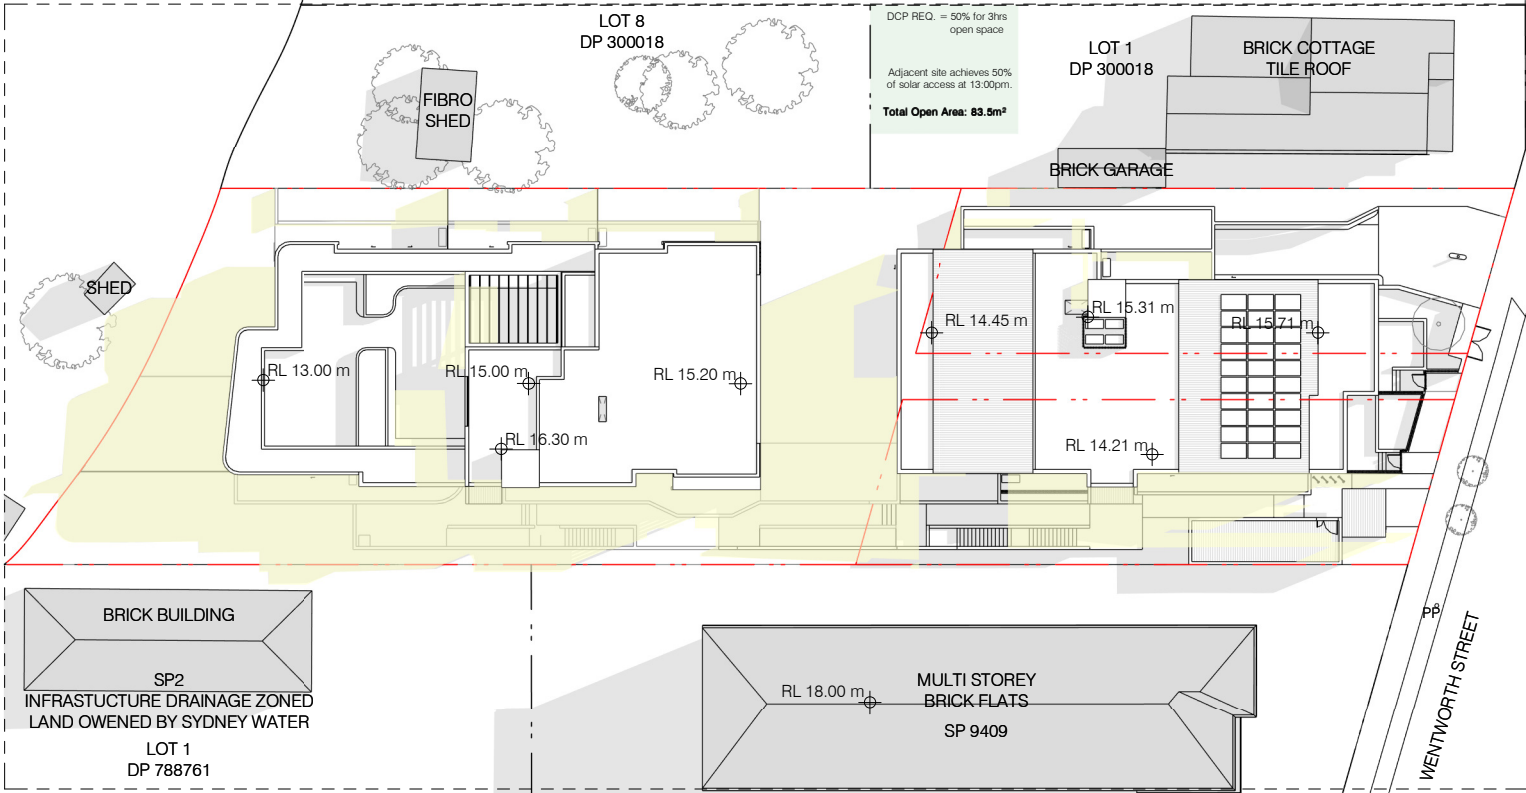 LOT 8
DP 300018
DCP REQ. = 50% for 3hrs
open space
Adjacent site achieves 50%
of solar access at 13:00pm.
Total Open Area: 83.5m²
LOT 1
DP 300018
BRICK COTTAGE
TILE ROOF
FIBRO
SHED
BRICK GARAGE
SHED
RL 13.00 m
RL 15.00 m
RL 15.20 m
RL 16.30 m
RL 14.45 m
RL 15.31 m
RL 15.71 m
RL 14.21 m
BRICK BUILDING
SP2
INFRASTUCTURE DRAINAGE ZONED
LAND OWENED BY SYDNEY WATER
LOT 1
DP 788761
RL 18.00 m
MULTI STOREY
BRICK FLATS
SP 9409
PP
WENTWORTH STREET